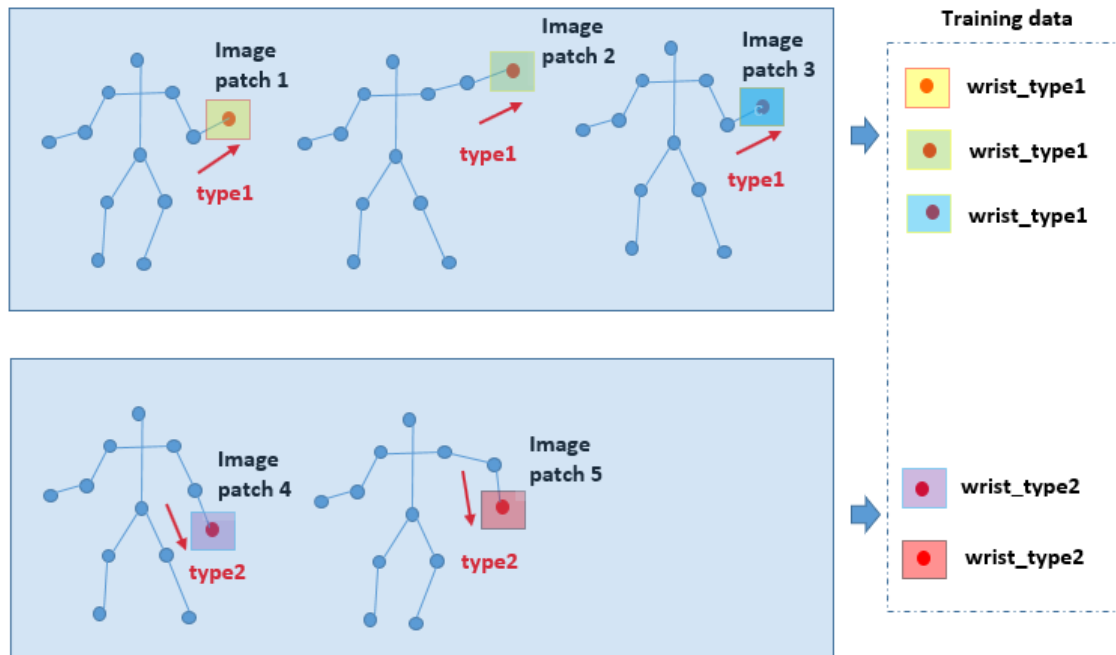 Training data
Image
patch 1
Image
patch 2
Image
patch 3
type1
type1
type1
wrist_type1
wrist_type1
wrist_type1
Image
patch 4
Image
patch 5
type2
type2
wrist_type2
wrist_type2